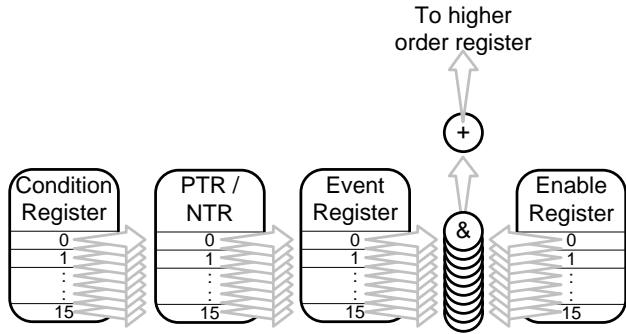 To higher
order register
+
Condition
Register
PTR /
NTR
Event
Register
&
Enable
Register
0
0
0
0
1
1
1
1
15
15
15
15